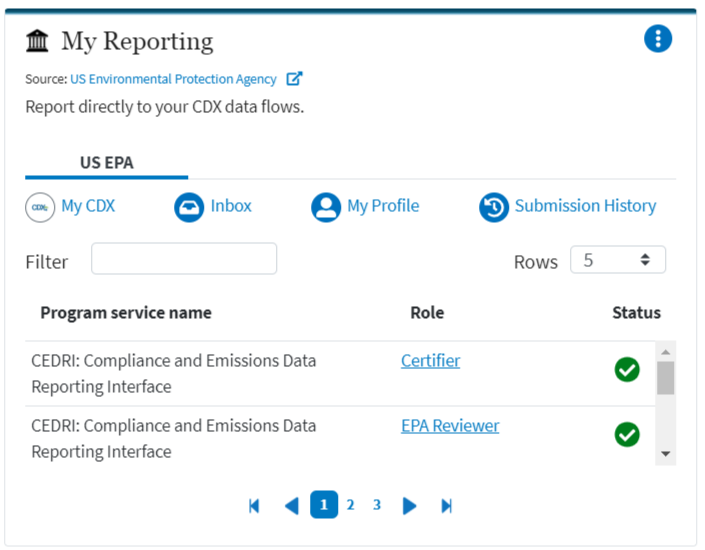 My Reporting
Source: US Environmental Protection Agency
Report directly to your CDX data flows.
US EPA
CDX My CDX
Inbox
My Profile
Submission History
Filter
Rows 5
Program service name Role Status
CEDRI: Compliance and Emissions Data
Reporting Interface
Certifier
CEDRI: Compliance and Emissions Data
Reporting Interface
EPA Reviewer
1 2 3